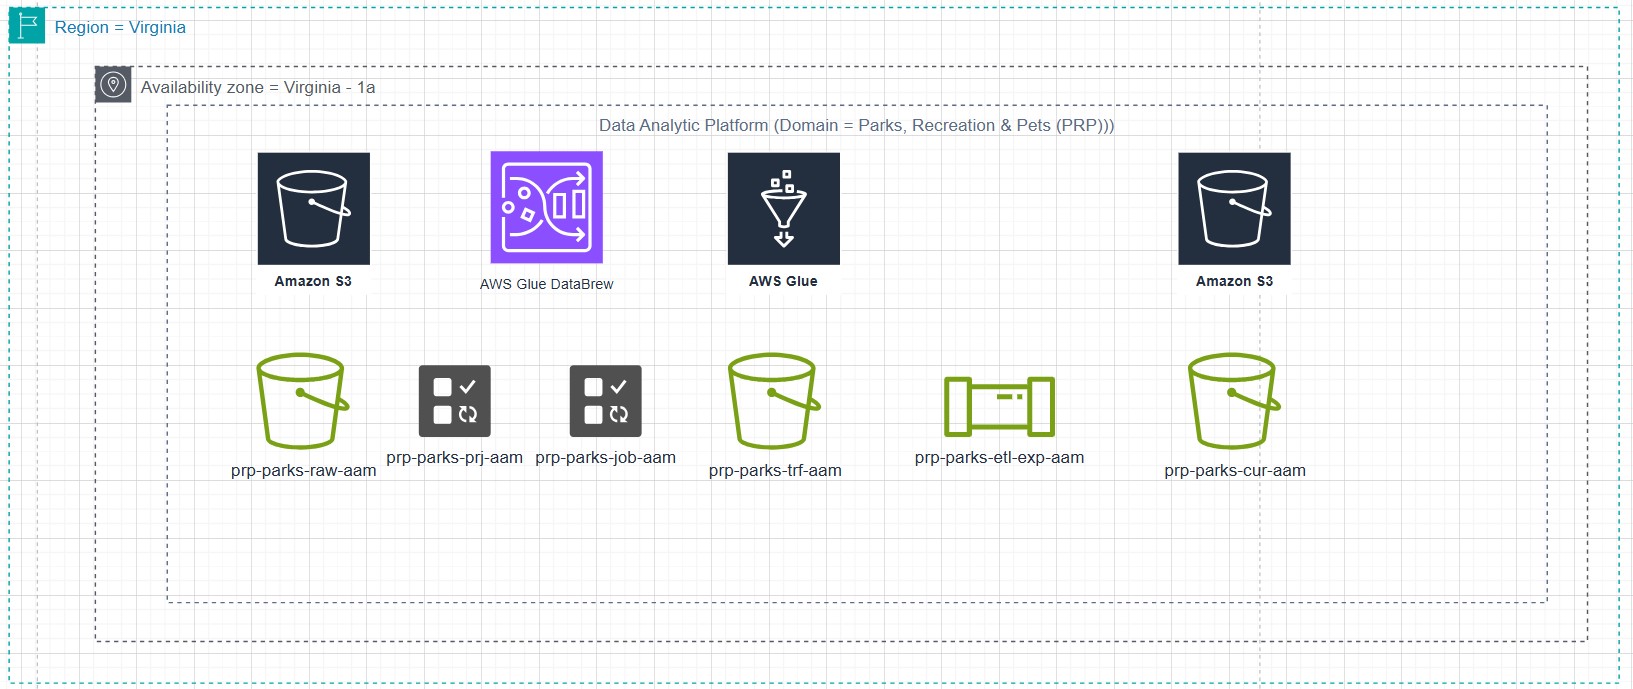 Region = Virginia
Availability zone = Virginia - 1a
Data Analytic Platform (Domain = Parks, Recreation & Pets (PRP)))
Amazon S3
AWS Glue DataBrew
AWS Glue
Amazon S3
prp-parks-raw-aam
prp-parks-prj-aam
prp-parks-job-aam
prp-parks-trf-aam
prp-parks-etl-exp-aam
prp-parks-cur-aam